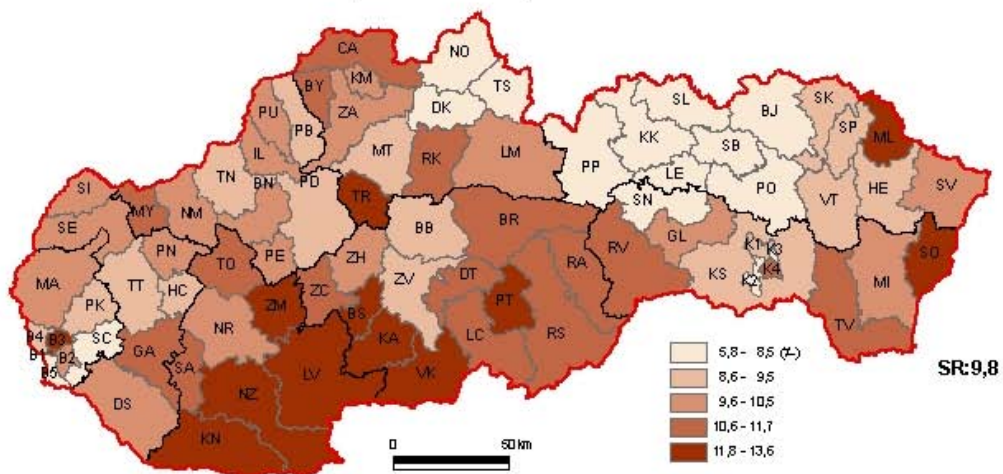 CA
NO
TS
DK
BY
KM
PU
PB
ZA
IL
MT
RK
LM
TN
BN
PD
TR
SI
SE
MY
NM
SL
BJ
SK
KK
SB
SP
ML
PP
LE
PO
VT
HE
SV
SN
MA
PN
TO
PE
ZH
BB
BR
GL
K1
K3
K4
K2
KS
SO
MI
TT
HC
PK
ZM
ZC
BS
ZV
DT
RA
RV
B4
B3
B1
B2
B5
SC
GA
NR
SA
KA
PT
LC
RS
TV
DS
NZ
LV
VK
KN
0 50 km
5,8 - 8,5 (‰)
8,6 - 9,5
9,6 - 10,5
10,6 - 11,7
11,8 - 13,6
SR:9,8